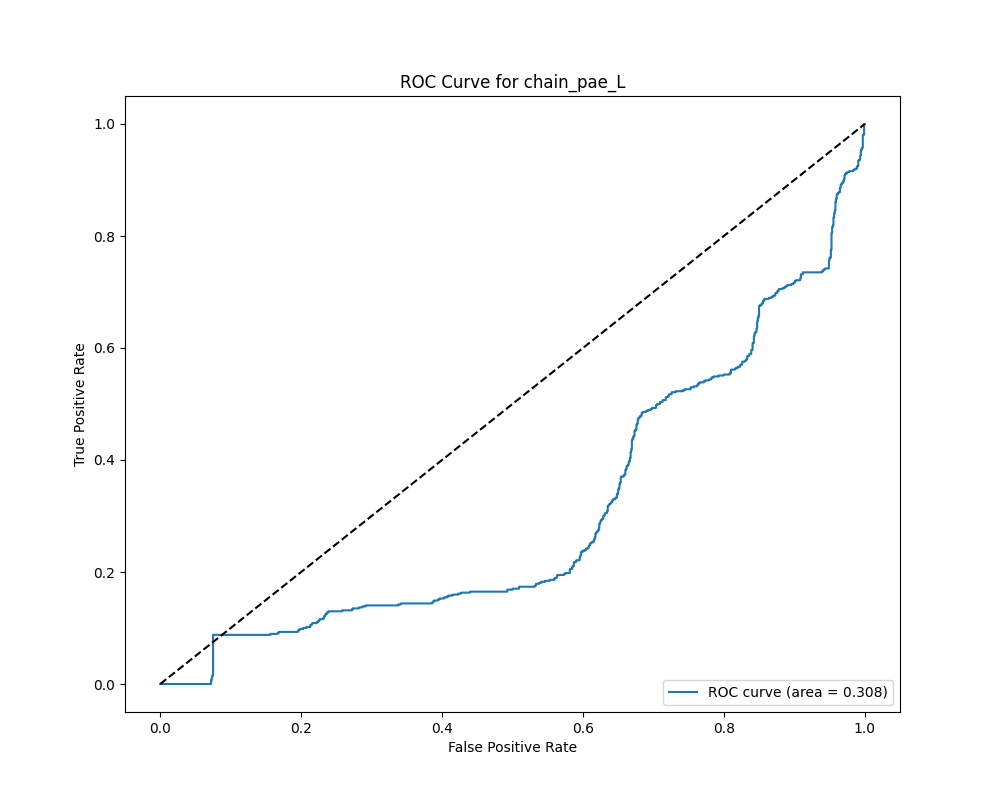 ROC Curve for chain_pae_L
True Positive Rate
1.0
0.8
0.6
0.4
0.2
0.0
ROC curve (area = 0.308)
0.0 0.2 0.4 0.6 0.8 1.0
False Positive Rate